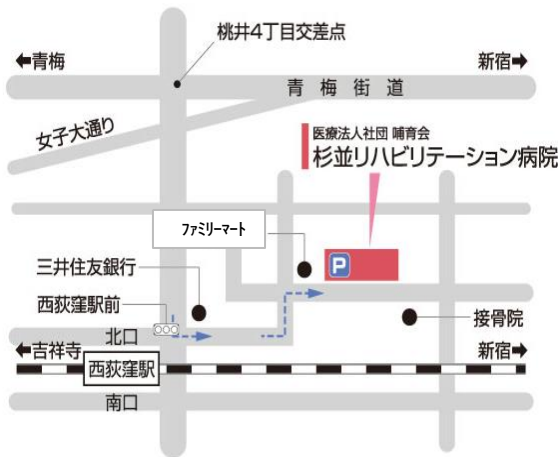 桃井4丁目交差点
←青梅
新宿→
青梅街道
女子大通り
医療法人社団 哺育会
杉並リハビリテーション病院
ファミリーマート
P
三井住友銀行
西荻窪駅前
接骨院
北口
←吉祥寺
新宿→
西荻窪駅
南口